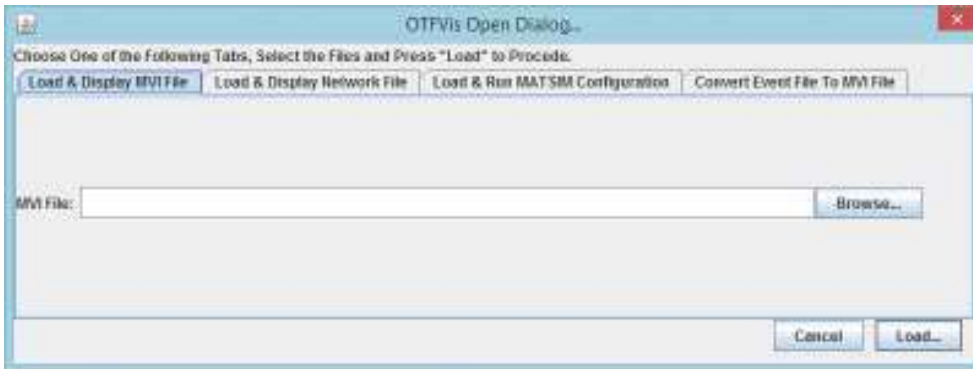 OTFVis Open Dialog...
Choose One of the Following Tabs, Select the Files and Press "Load" to Procede.
Load & Display MVI File Load & Display Network File Load & Run MATSIM Configuration Convert Event File To MVI File
MVI File: Browse...
Cancel Load...